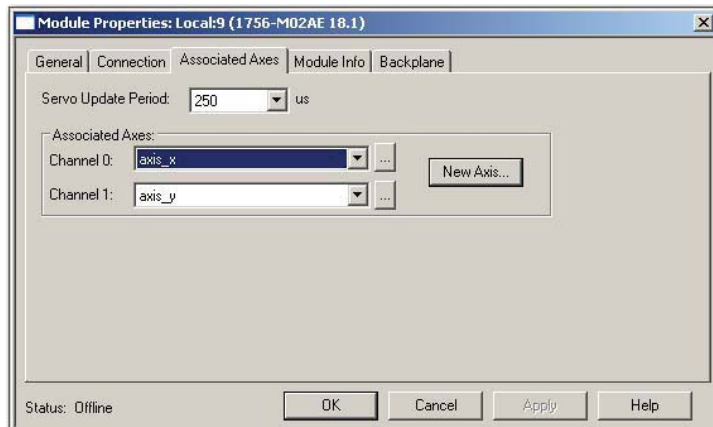 Module Properties: Local:9 (1756-M02AE 18.1)
General Connection Associated Axes Module Info Backplane
Servo Update Period: 250 us
Associated Axes:
Channel 0: axis_x ...
New Axis...
Channel 1: axis_y ...
Status: Offline OK Cancel Apply Help